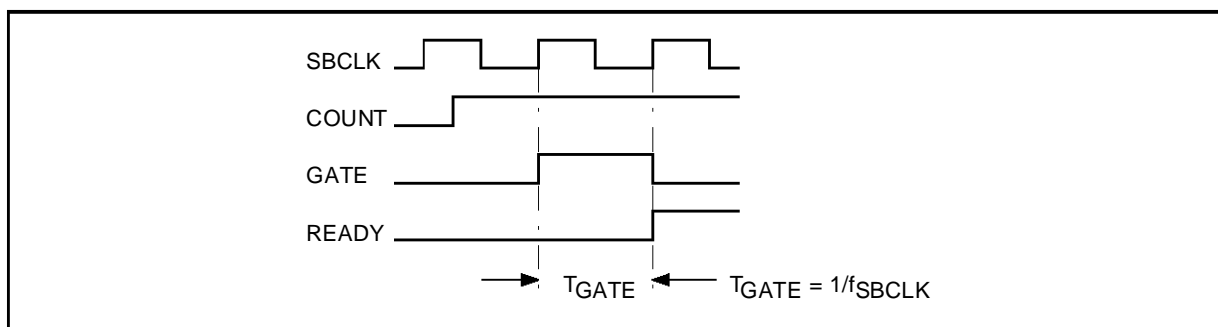 SBCLK
COUNT
GATE
READY
TGATE
TGATE = 1/fSBCLK